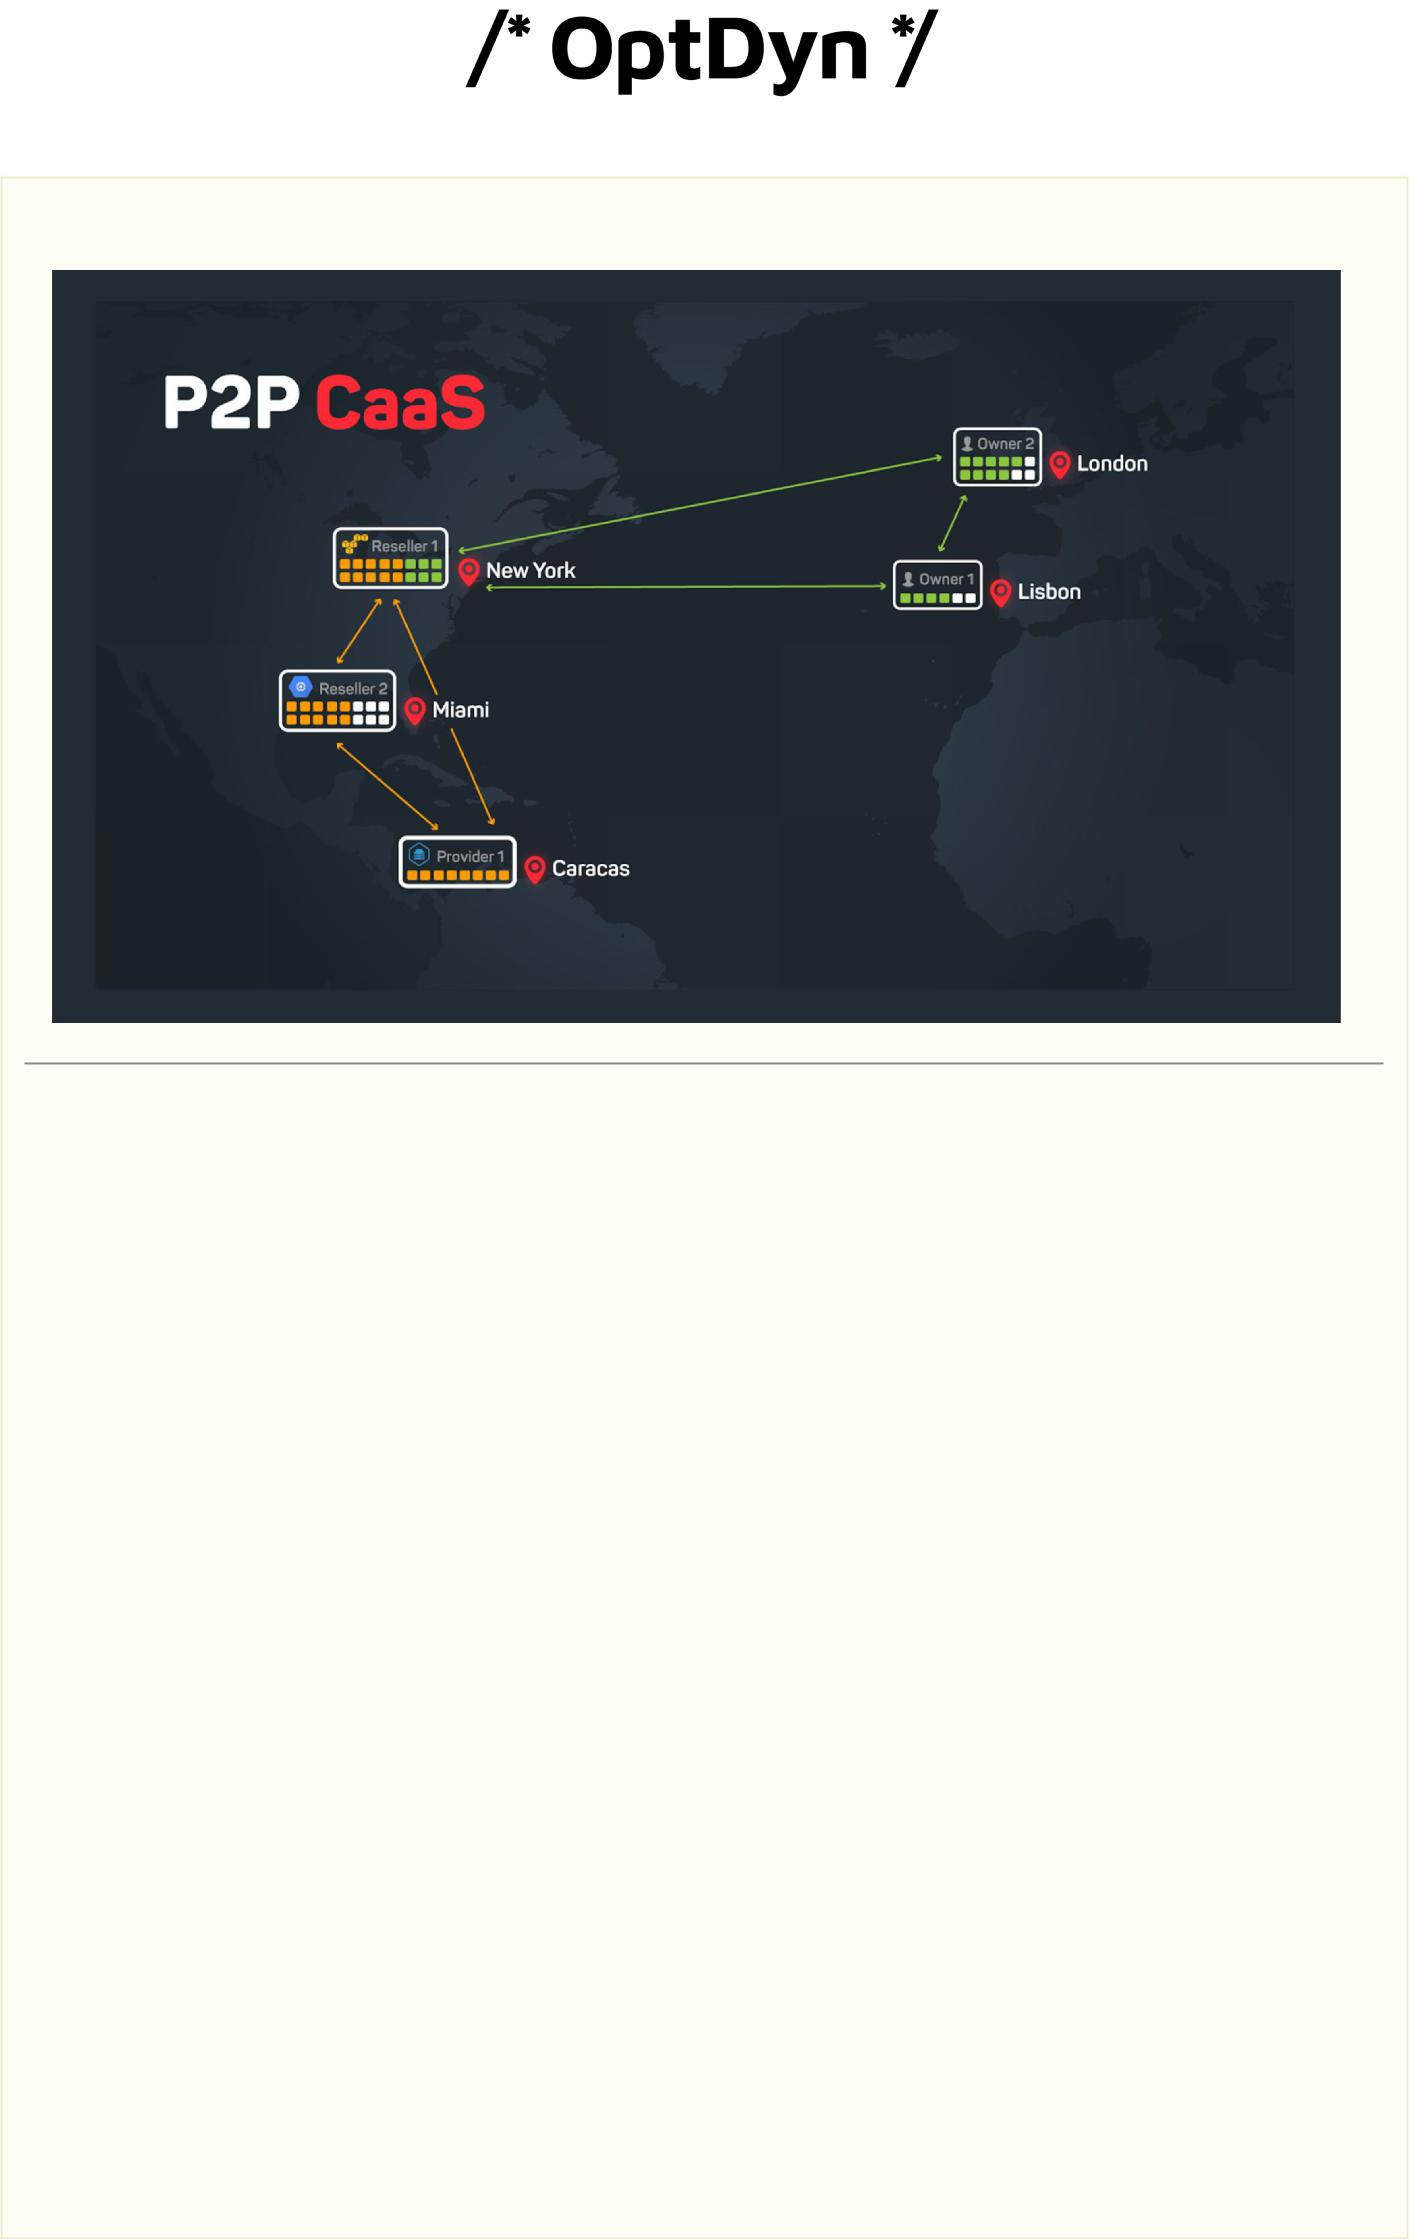 /* OptDyn */
P2P CaaS
Owner 2
London
Reseller 1
New York
Owner 1
Lisbon
Reseller 2
Miami
Provider 1
Caracas